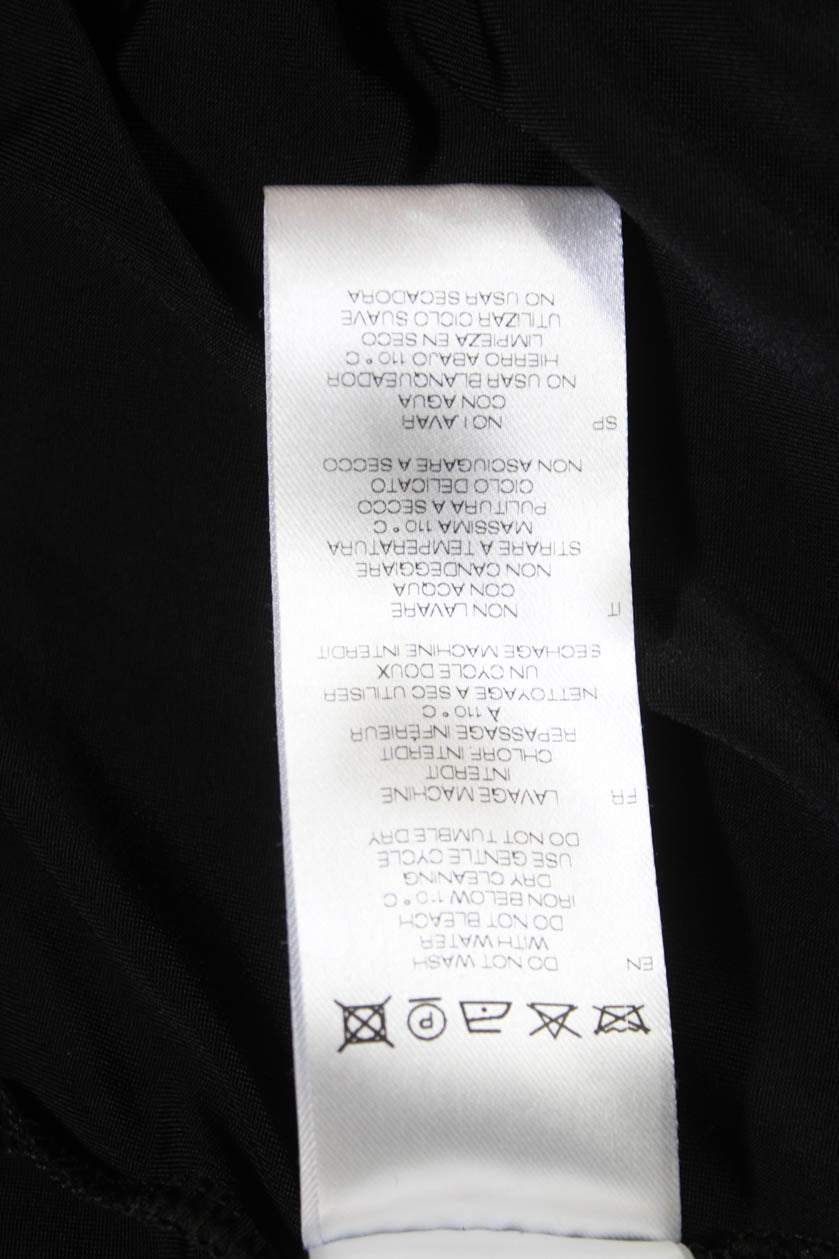 EN DO NOT WASH
WITH WATER
DO NOT BLEACH
IRON BELOW 110°C
DRY CLEANING
USE GENTLE CYCLE
DO NOT TUMBLE DRY
FR LAVAGE MACHINE
INTERDIT
CHLORE INTERDIT
REPASSAGE INFÉRIEUR
À 110°C
NETTOYAGE A SEC UTILISER
UN CYCLE DOUX
SECHAGE MACHINE INTERDIT
IT NON LAVARE
CON ACQUA
NON CANDEGGIARE
STIRARE A TEMPERATURA
MASSIMA 110°C
PULITURA A SECCO
CICLO DELICATO
NON ASCIUGARE A SECCO
SP NO LAVAR
CON AGUA
NO USAR BLANQUEADOR
HIERRO ABAJO 110°C
LIMPIEZA EN SECO
UTILIZAR CICLO SUAVE
NO USAR SECADORA